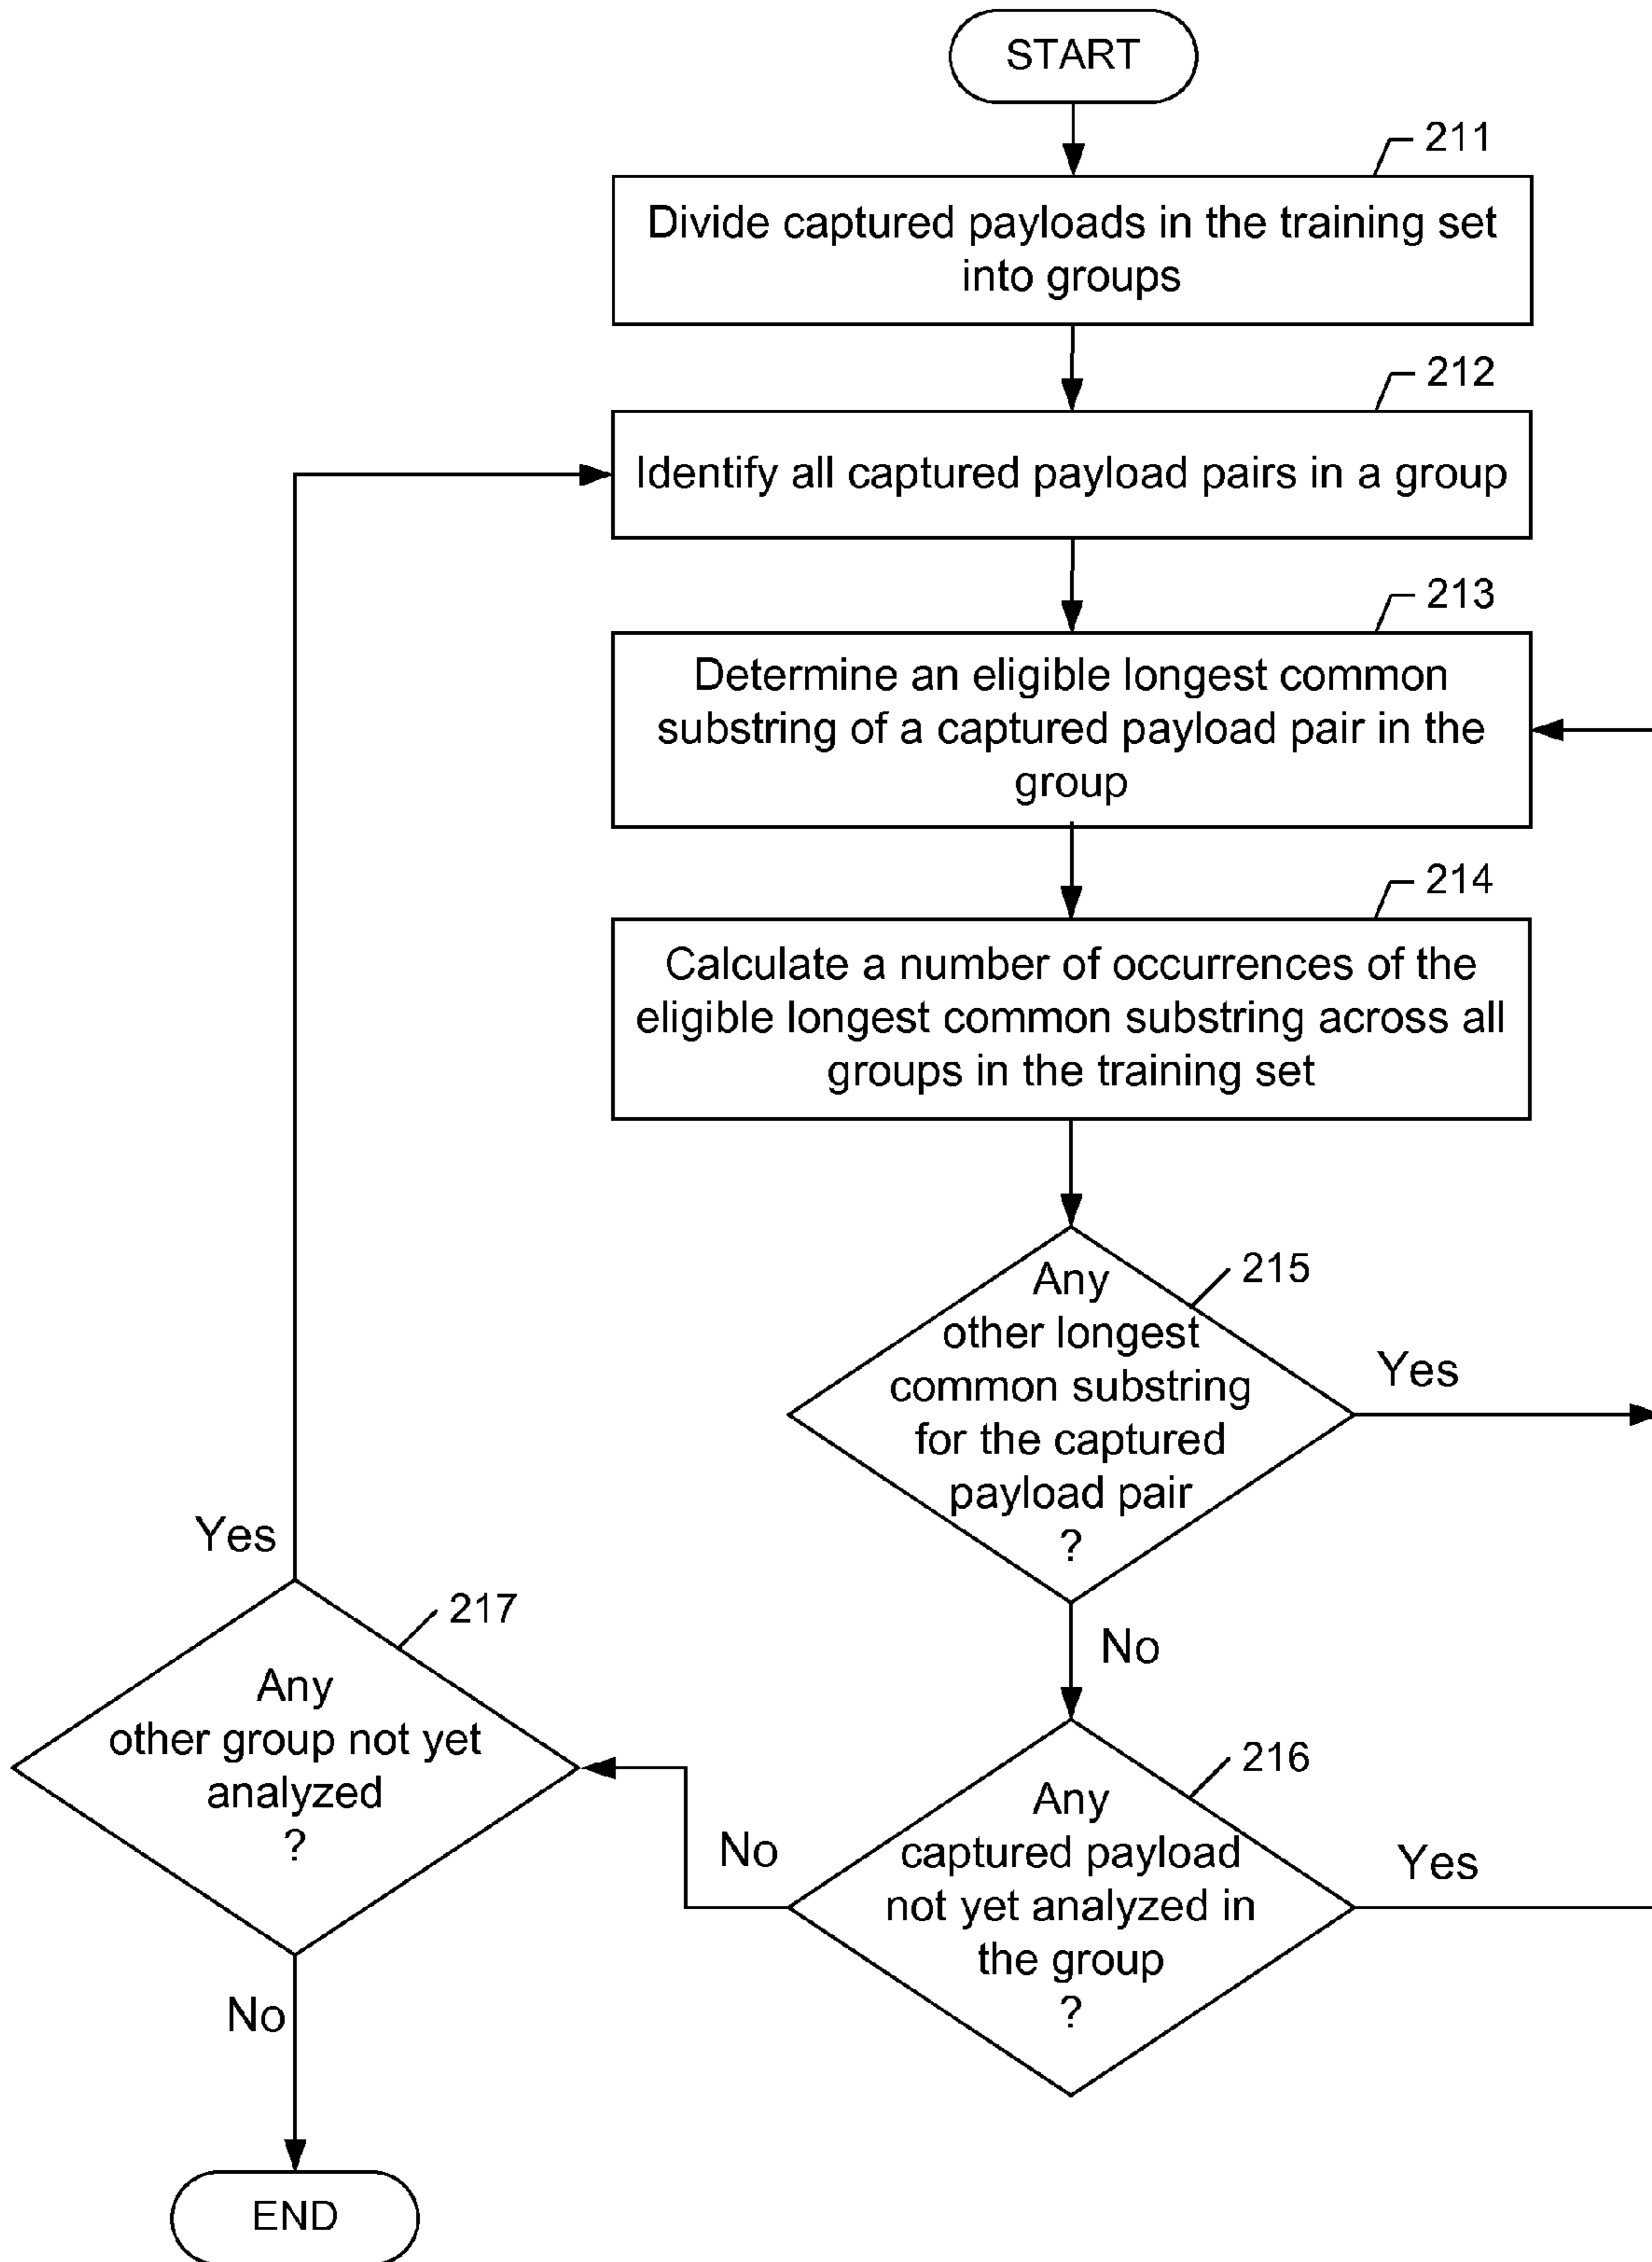 START
211
Divide captured payloads in the training set
into groups
212
Identify all captured payload pairs in a group
213
Determine an eligible longest common
substring of a captured payload pair in the
group
214
Calculate a number of occurrences of the
eligible longest common substring across all
groups in the training set
215
Any
other longest
common substring
for the captured
payload pair
?
Yes
No
216
Any
captured payload
not yet analyzed in
the group
?
Yes
No
217
Any
other group not yet
analyzed
?
Yes
No
END